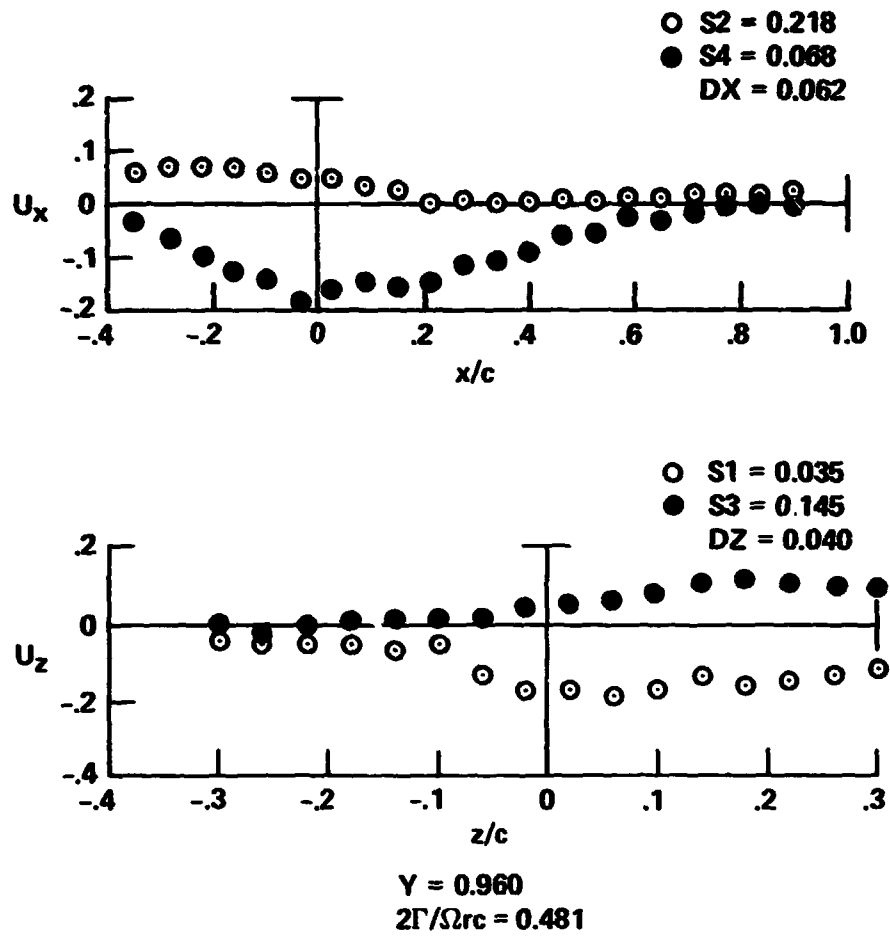 S2 = 0.218
S4 = 0.068
DX = 0.062
.2
.1
0
-.1
-.2
Ux
-.4 -.2 0 .2 .4 .6 .8 1.0
x/c
S1 = 0.035
S3 = 0.145
DZ = 0.040
.2
0
-.2
-.4
Uz
-.4 -.3 -.2 -.1 0 .1 .2 .3
z/c
Y = 0.960
2Γ/Ωrc = 0.481